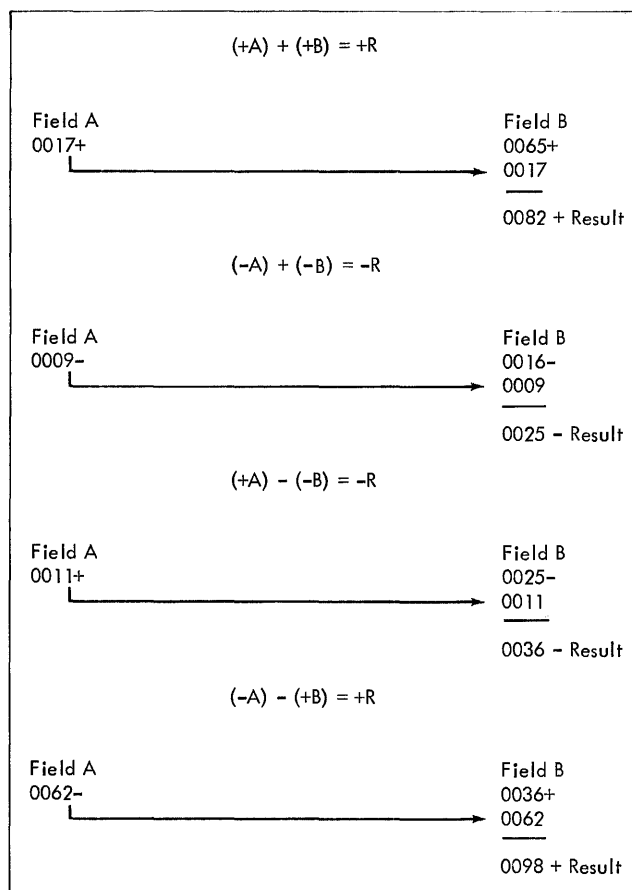 (+A) + (+B) = +R
Field A
0017+
Field B
0065+
0017
0082 + Result
(-A) + (-B) = -R
Field A
0009-
Field B
0016-
0009
0025 - Result
(+A) - (-B) = -R
Field A
0011+
Field B
0025-
0011
0036 - Result
(-A) - (+B) = +R
Field A
0062-
Field B
0036+
0062
0098 + Result